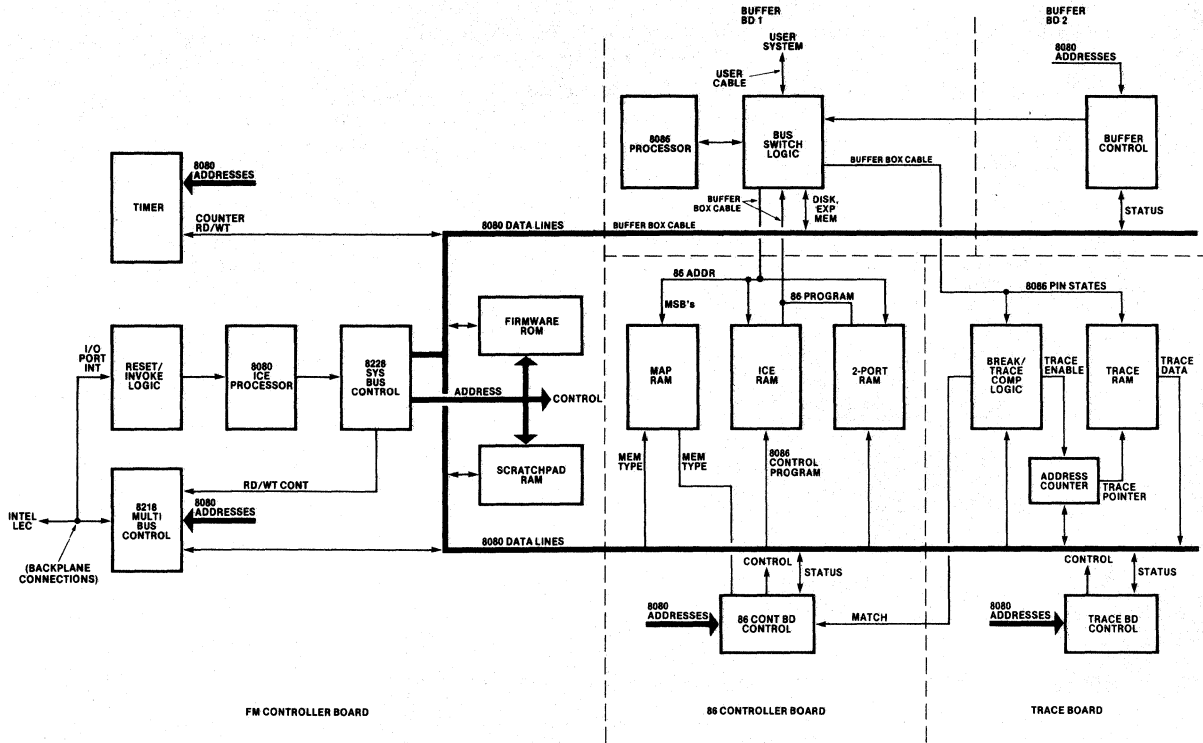 BUFFER
BD 1
BUFFER
BD 2
USER
SYSTEM
USER
CABLE
8080
ADDRESSES
8086
PROCESSOR
BUS
SWITCH
LOGIC
BUFFER
CONTROL
BUFFER BOX CABLE
TIMER
8080
ADDRESSES
COUNTER
RD/WT
BUFFER
BOX CABLE
DISK,
EXP
MEM
STATUS
8080 DATA LINES
BUFFER BOX CABLE
86 ADDR
MSB's
86 PROGRAM
8086 PIN STATES
FIRMWARE
ROM
I/O
PORT
INT
RESET/
INVOKE
LOGIC
8080
ICE
PROCESSOR
8228
SYS
BUS
CONTROL
ADDRESS
CONTROL
MAP
RAM
ICE
RAM
2-PORT
RAM
BREAK/
TRACE
COMP
LOGIC
TRACE
ENABLE
TRACE
RAM
TRACE
DATA
SCRATCHPAD
RAM
MEM
TYPE
MEM
TYPE
8086
CONTROL
PROGRAM
ADDRESS
COUNTER
TRACE
POINTER
RD/WT CONT
8080
ADDRESSES
INTEL
LEC
8218
MULTI
BUS
CONTROL
(BACKPLANE
CONNECTIONS)
8080 DATA LINES
CONTROL
STATUS
CONTROL
STATUS
8080
ADDRESSES
86 CONT BD
CONTROL
MATCH
8080
ADDRESSES
TRACE BD
CONTROL
FM CONTROLLER BOARD
86 CONTROLLER BOARD
TRACE BOARD